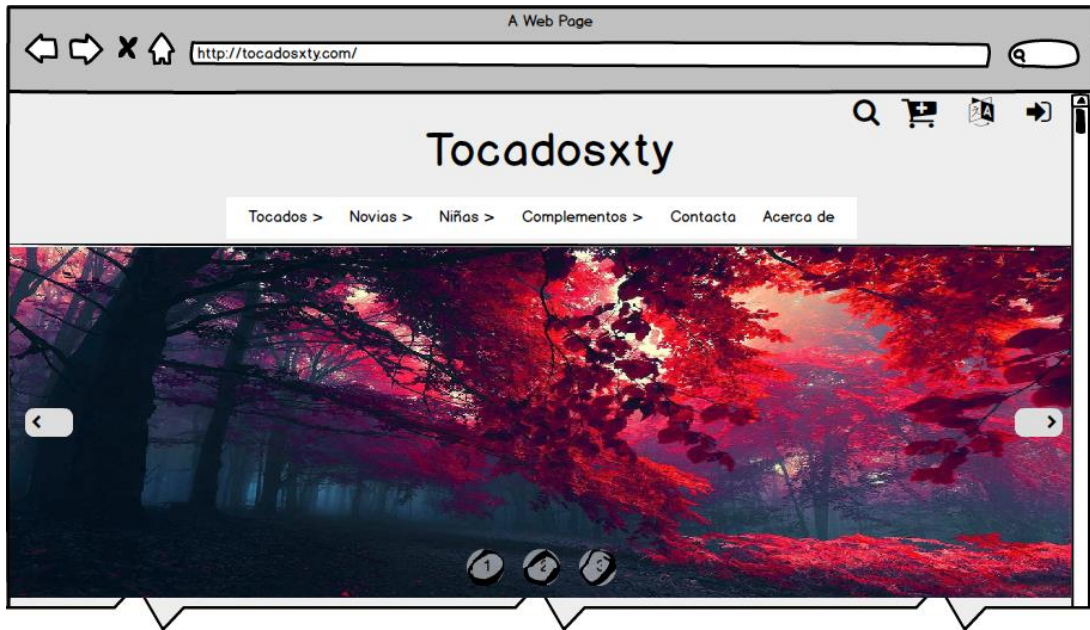 A Web Page
http://tocadosxty.com/
Tocadosxty
Tocados > Novias > Niñas > Complementos > Contacta Acerca de
1 2 3